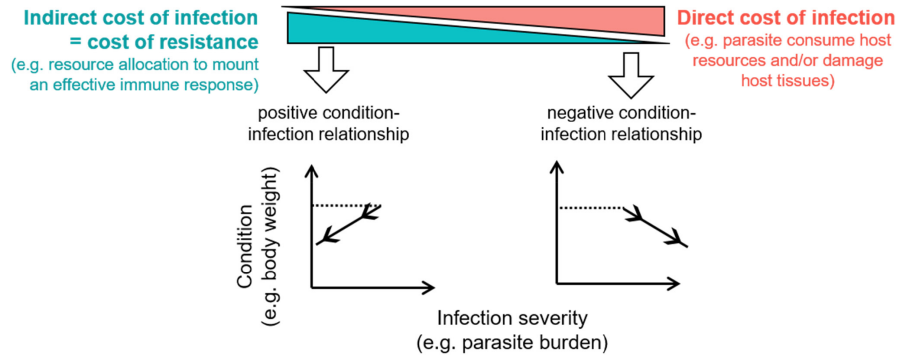 Indirect cost of infection
= cost of resistance
(e.g. resource allocation to mount
an effective immune response)
Direct cost of infection
(e.g. parasite consume host
resources and/or damage
host tissues)
positive condition-
infection relationship
negative condition-
infection relationship
Condition
(e.g. body weight)
Infection severity
(e.g. parasite burden)